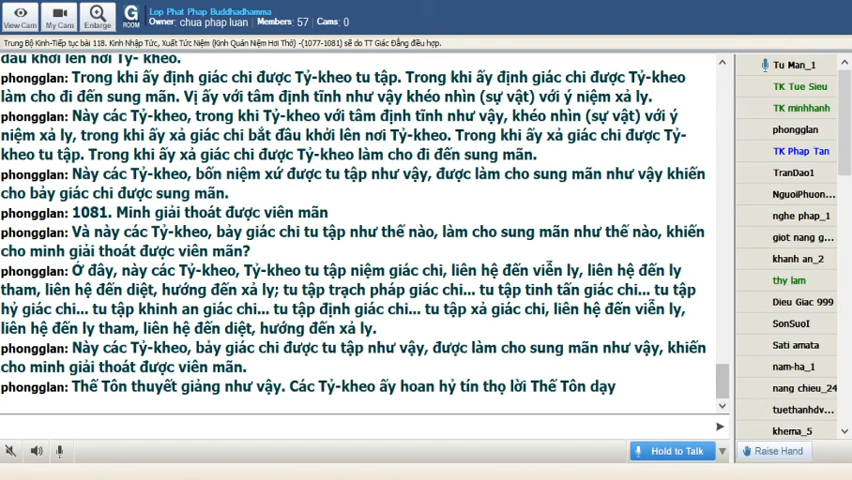 View Cam
My Cam
Enlarge
G
ROOM
Lop Phat Phap Buddhadhamma
Owner: chua phap luan Members: 57 Cams: 0
Trung Bộ Kinh-Tiếp tục bài 118. Kinh Nhập Tức, Xuất Tức Niệm (Kinh Quán Niệm Hơi Thở) -(1077-1081) sẽ do TT Giác Đẳng điều hợp.
đầu khởi lên nơi Tỷ- kheo.
phongglan: Trong khi ấy định giác chi được Tỷ-kheo tu tập. Trong khi ấy định giác chi được Tỷ-kheo
làm cho đi đến sung mãn. Vị ấy với tâm định tĩnh như vậy khéo nhìn (sự vật) với ý niệm xả ly.
phongglan: Này các Tỷ-kheo, trong khi Tỷ-kheo với tâm định tĩnh như vậy, khéo nhìn (sự vật) với ý
niệm xả ly, trong khi ấy xả giác chi bắt đầu khởi lên nơi Tỷ-kheo. Trong khi ấy xả giác chi được Tỷ-
kheo tu tập. Trong khi ấy xả giác chi được Tỷ-kheo làm cho đi đến sung mãn.
phongglan: Này các Tỷ-kheo, bốn niệm xứ được tu tập như vậy, được làm cho sung mãn như vậy khiến
cho bảy giác chi được sung mãn.
phongglan: 1081. Minh giải thoát được viên mãn
phongglan: Và này các Tỷ-kheo, bảy giác chi tu tập như thế nào, làm cho sung mãn như thế nào, khiến
cho minh giải thoát được viên mãn?
phongglan: Ở đây, này các Tỷ-kheo, Tỷ-kheo tu tập niệm giác chi, liên hệ đến viễn ly, liên hệ đến ly
tham, liên hệ đến diệt, hướng đến xả ly; tu tập trạch pháp giác chi... tu tập tinh tấn giác chi... tu tập
hỷ giác chi... tu tập khinh an giác chi... tu tập định giác chi... tu tập xả giác chi, liên hệ đến viễn ly,
liên hệ đến ly tham, liên hệ đến diệt, hướng đến xả ly.
phongglan: Này các Tỷ-kheo, bảy giác chi được tu tập như vậy, được làm cho sung mãn như vậy, khiến
cho minh giải thoát được viên mãn.
phongglan: Thế Tôn thuyết giảng như vậy. Các Tỷ-kheo ấy hoan hỷ tín thọ lời Thế Tôn dạy
Tu Man_1
TK Tue Sieu
TK minhhanh
phongglan
TK Phap Tan
TranDao1
NguoiPhuon...
nghe phap_1
giot nang g...
khanh an_2
thy lam
Dieu Giac 999
SonSuoI
Sati amata
nam-ha_1
nang chieu_24
tuethanhdv...
khema_5
Hold to Talk
Raise Hand